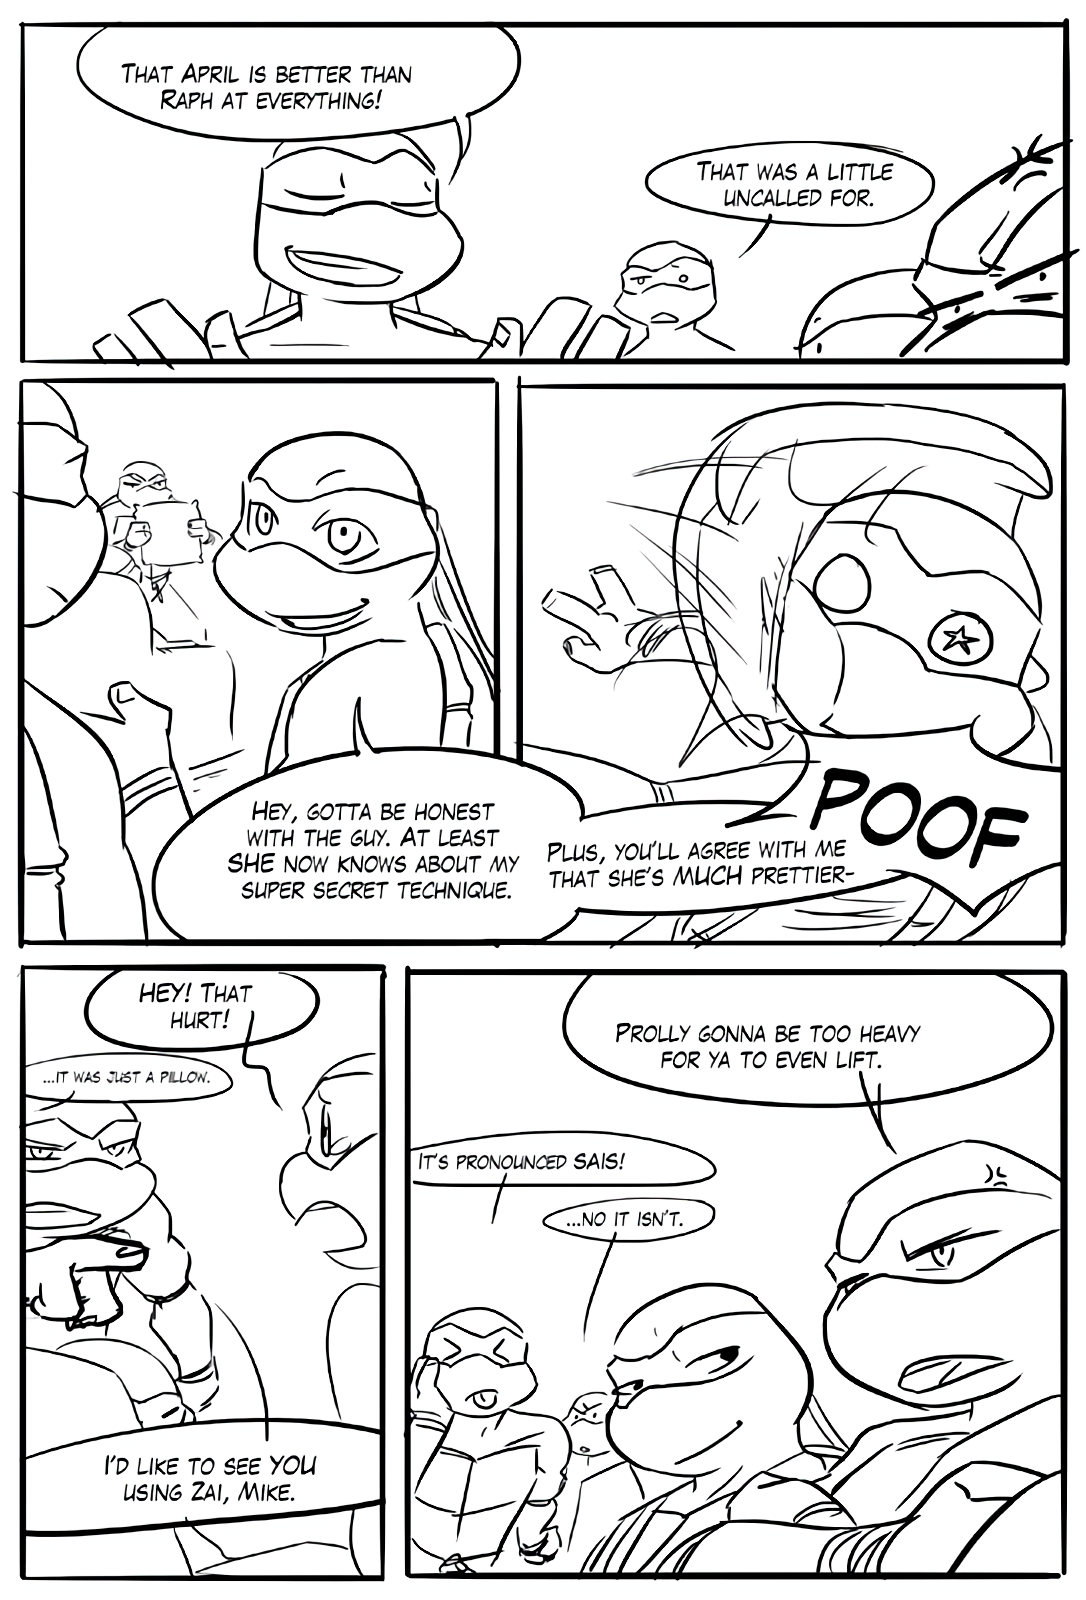 That April is better than
Raph at everything!
That was a little
uncalled for.
Hey, gotta be honest
with the guy. At least
SHE now knows about my
super secret technique.
Plus, you'll agree with me
that she's MUCH prettier-
POOF
HEY! That
hurt!
...it was just a pillow.
I'd like to see YOU
using Zai, Mike.
Prolly gonna be too heavy
for ya to even lift.
It's pronounced SAIS!
...no it isn't.